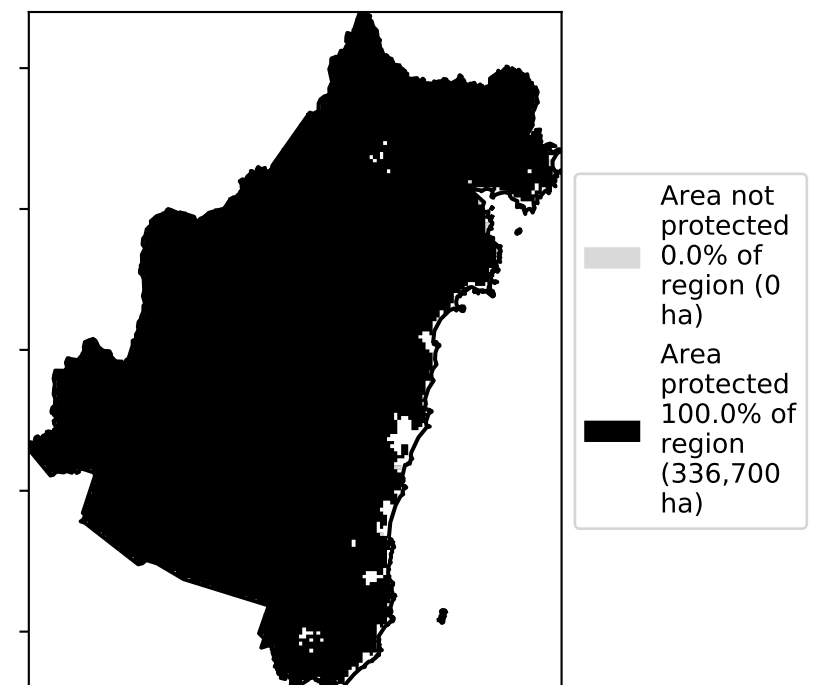 Area not
protected
0.0% of
region (0
ha)
Area
protected
100.0% of
region
(336,700
ha)